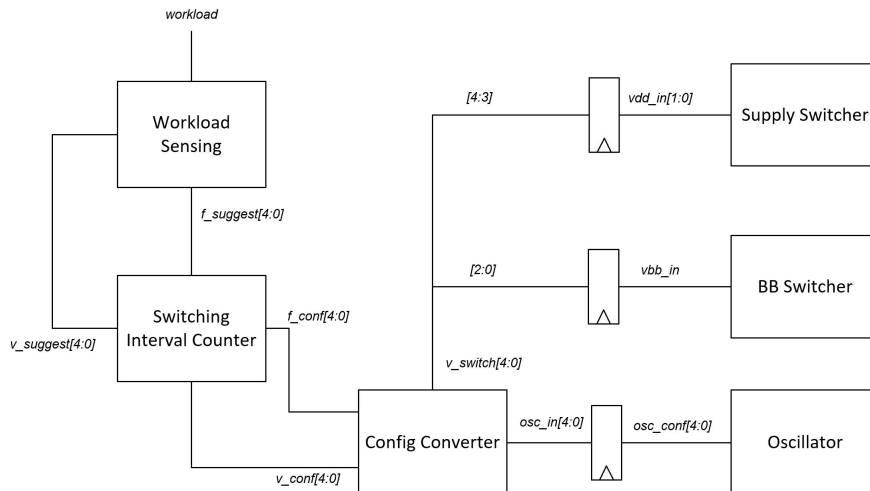 workload
Workload
Sensing
f_suggest[4:0]
v_suggest[4:0]
Switching
Interval Counter
f_conf[4:0]
v_conf[4:0]
Config Converter
v_switch[4:0]
[4:3]
vdd_in[1:0]
Supply Switcher
[2:0]
vbb_in
BB Switcher
osc_in[4:0]
osc_conf[4:0]
Oscillator